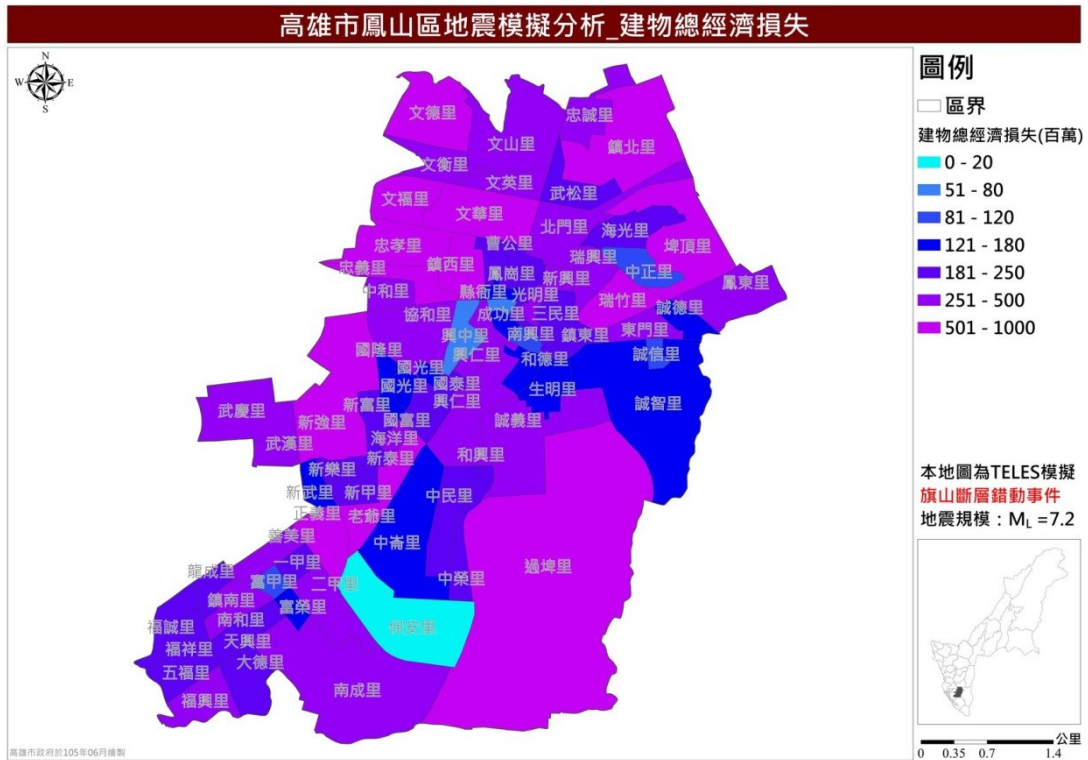 高雄市鳳山區地震模擬分析_建物總經濟損失
N
W E
S
圖例
區界
建物總經濟損失(百萬)
0 - 20
51 - 80
81 - 120
121 - 180
181 - 250
251 - 500
501 - 1000
文德里
忠誠里
文山里
鎮北里
文衡里
文英里
武松里
文福里
文華里
北門里
海光里
忠孝里
曹公里
埤頂里
鎮西里
瑞興里
忠義里
鳳崗里
新興里
中正里
鳳東里
中和里
縣衙里
光明里
瑞竹里
協和里
成功里
三民里
誠德里
興中里
南興里
鎮東里
東門里
國隆里
興仁里
和德里
誠信里
國光里
國光里
國泰里
生明里
武慶里
新富里
興仁里
誠智里
新強里
國富里
誠義里
武漢里
海洋里
新泰里
和興里
新樂里
新武里
新甲里
中民里
正義里
老爺里
善美里
中崙里
一甲里
過埤里
龍成里
富甲里
二甲里
中榮里
鎮南里
富榮里
福誠里
南和里
保安里
天興里
福祥里
大德里
五福里
南成里
福興里
本地圖為TELES模擬
旗山斷層錯動事件
地震規模：ML =7.2
公里
0 0.35 0.7 1.4
高雄市政府於105年06月繪製